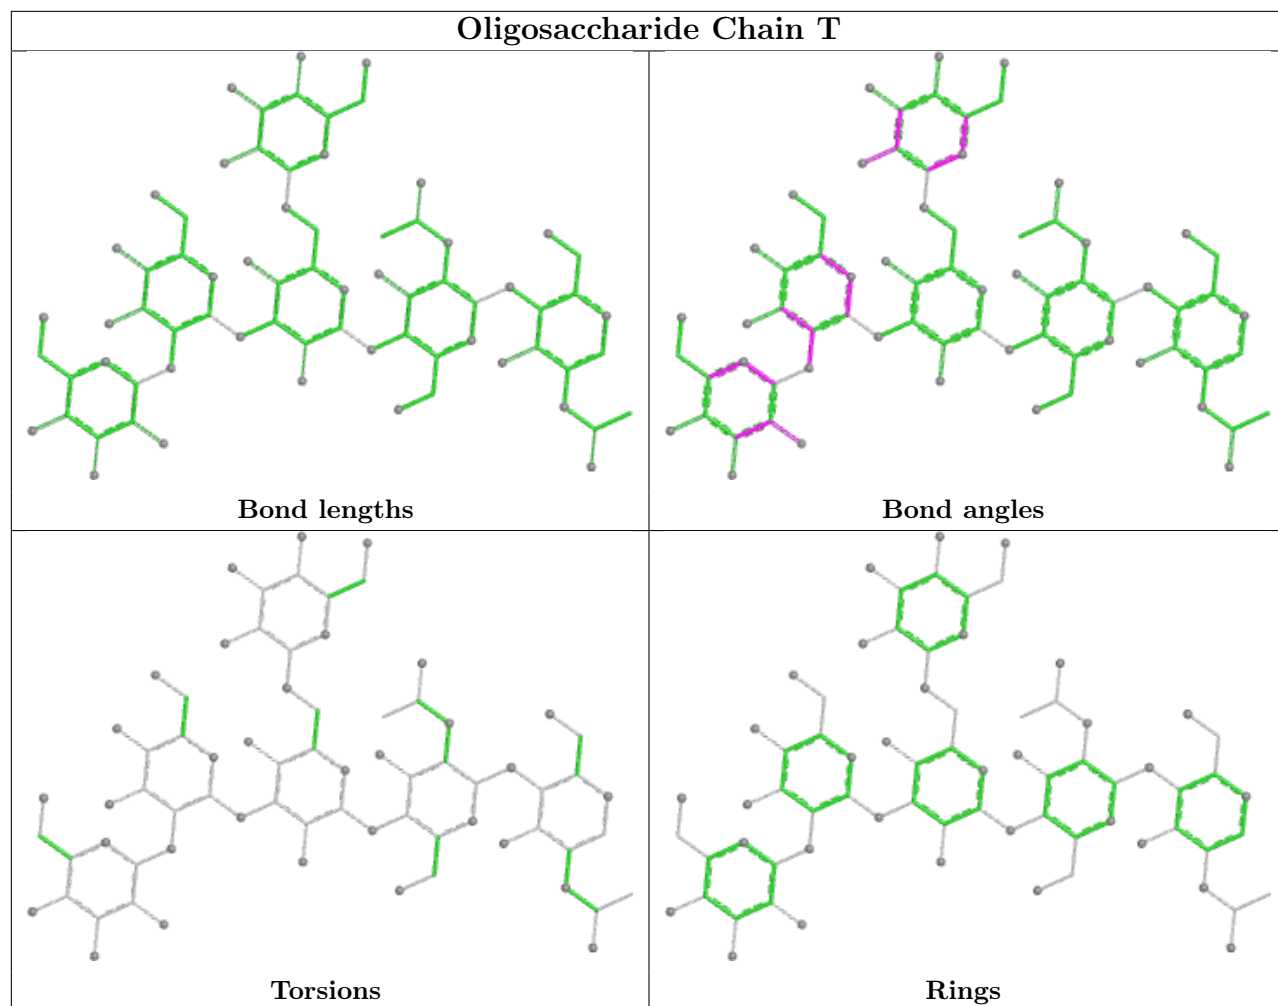 Oligosaccharide Chain T
Bond lengths
Bond angles
Torsions
Rings